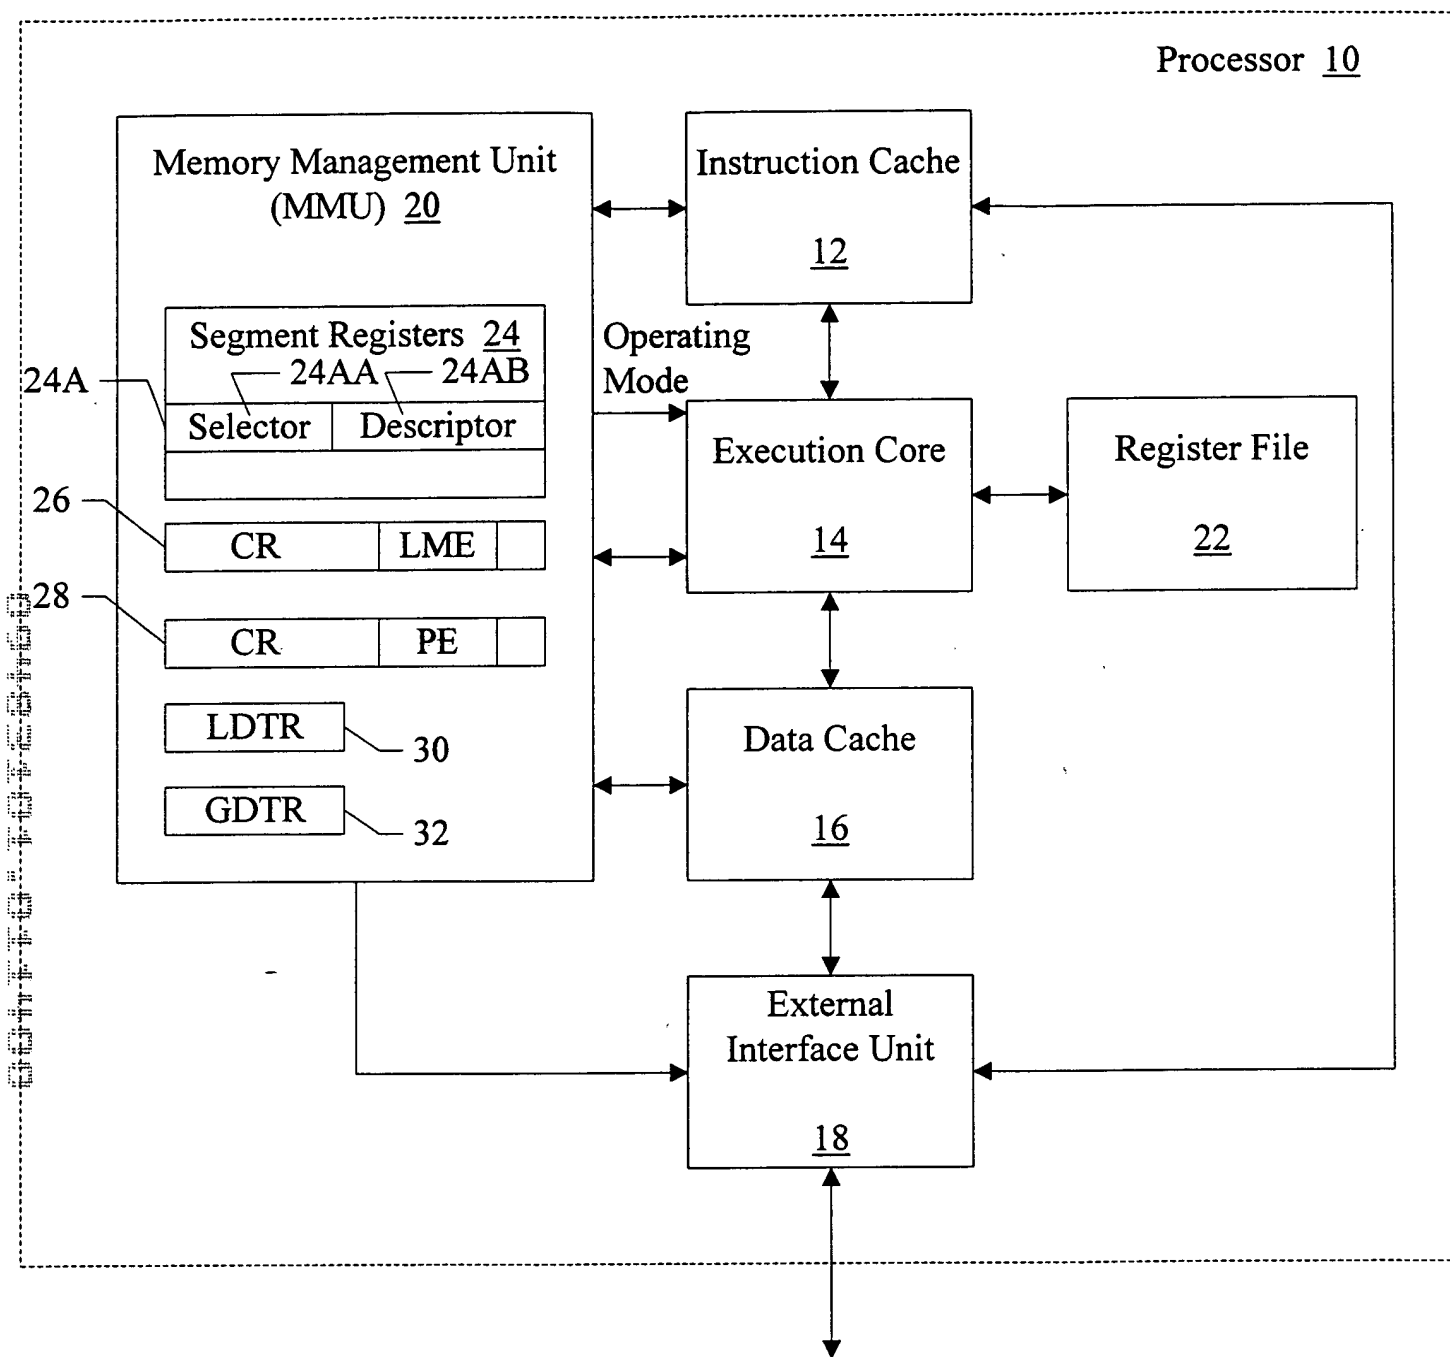 Processor 10
Memory Management Unit
(MMU) 20
Segment Registers 24
24AA
24AB
24A
Selector
Descriptor
26
CR
LME
28
CR
PE
LDTR
30
GDTR
32
Operating
Mode
Instruction Cache
12
Execution Core
14
Register File
22
Data Cache
16
External
Interface Unit
18